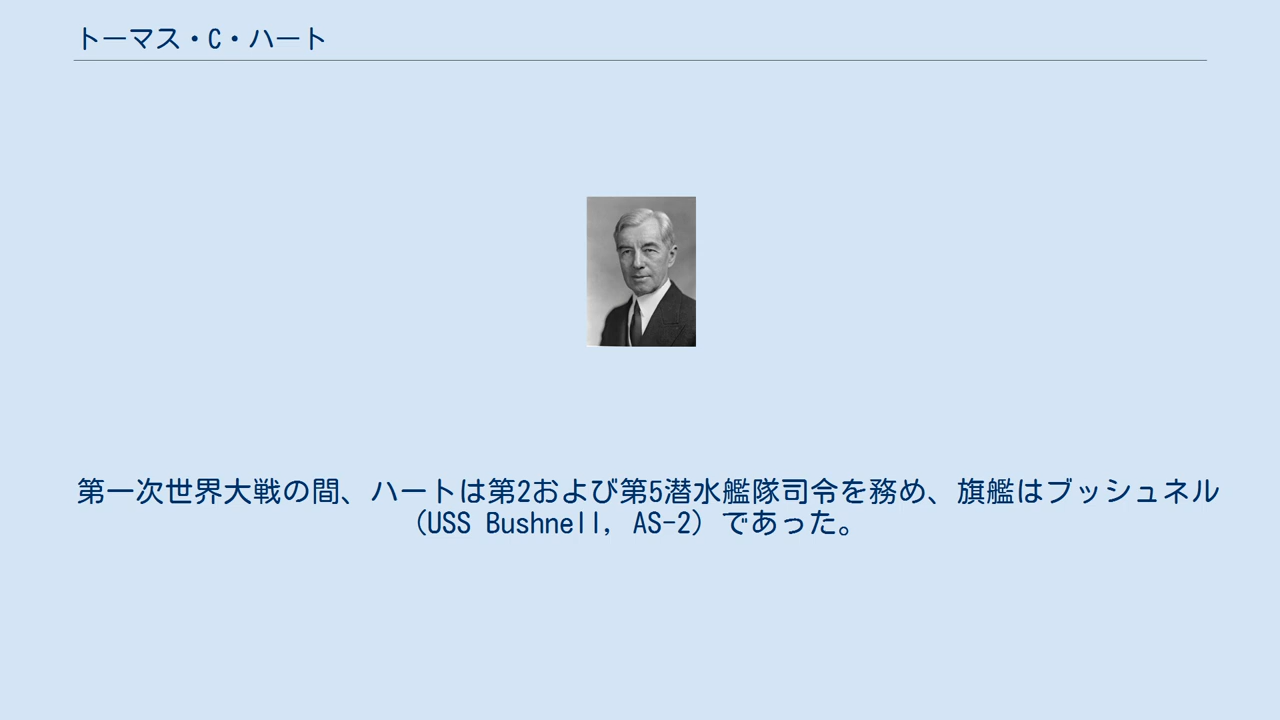 トーマス・C・ハート
第一次世界大戦の間、ハートは第2および第5潜水艦隊司令を務め、旗艦はブッシュネル
（USS Bushnell, AS-2）であった。